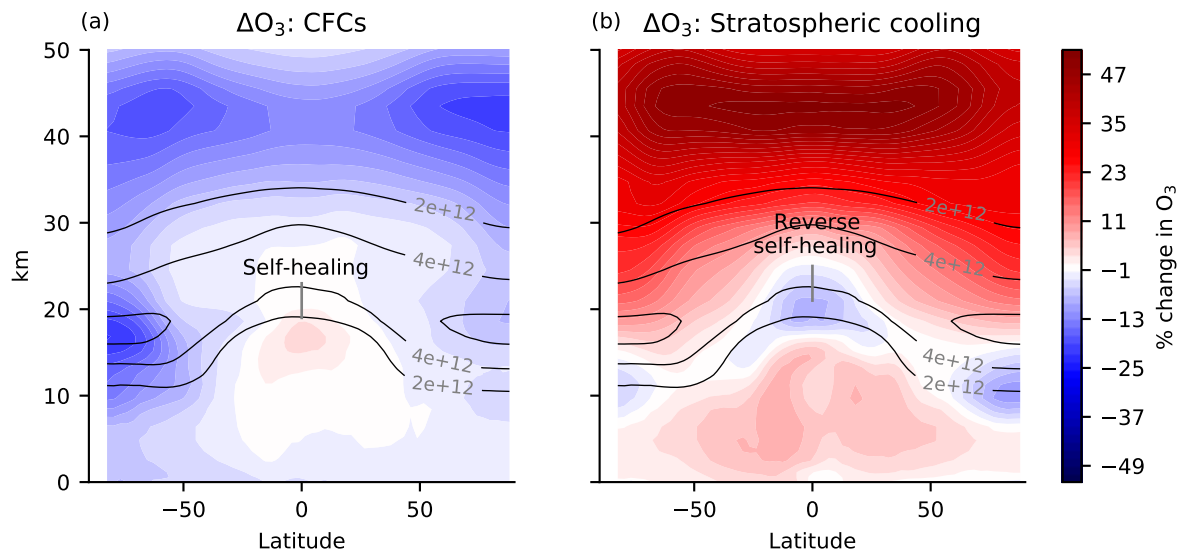 (a)
ΔO₃: CFCs
50
40
30
20
10
0
km
−50
0
50
Latitude
2e+12
4e+12
Self-healing
4e+12
2e+12
(b)
ΔO₃: Stratospheric cooling
2e+12
4e+12
Reverse
self-healing
4e+12
2e+12
−50
0
50
Latitude
47
35
23
11
−1
−13
−25
−37
−49
% change in O₃